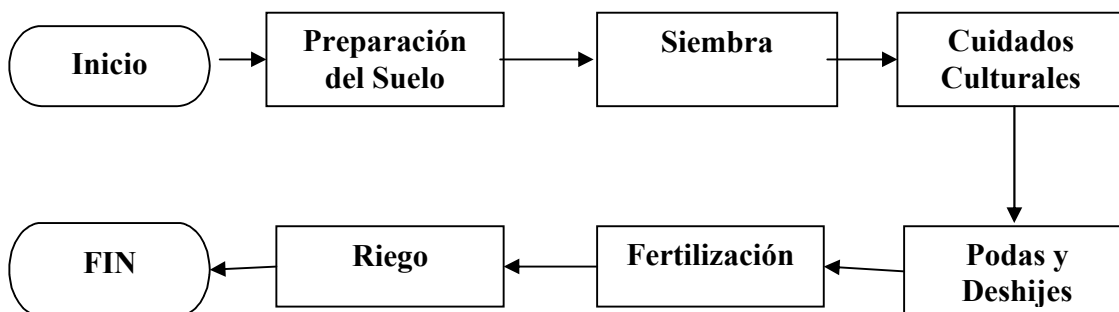 Inicio
Preparación
del Suelo
Siembra
Cuidados
Culturales
Podas y
Deshijes
Fertilización
Riego
FIN